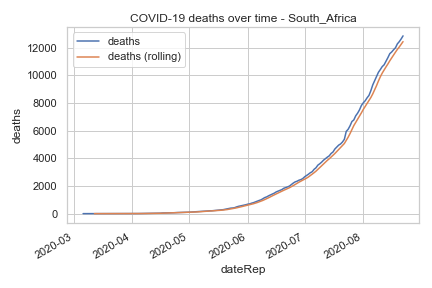 COVID-19 deaths over time - South_Africa
deaths
deaths (rolling)
12000
10000
8000
6000
4000
2000
0
deaths
2020-03
2020-04
2020-05
2020-06
2020-07
2020-08
dateRep